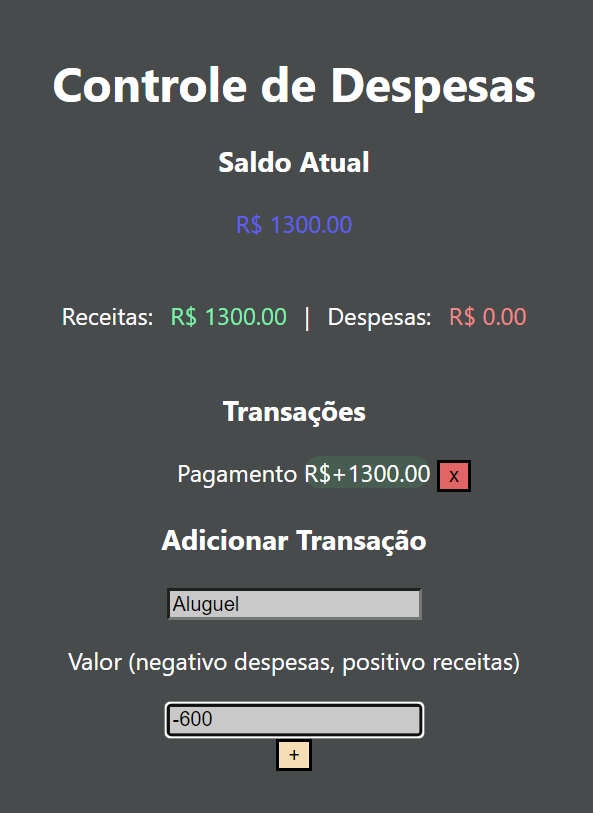 Controle de Despesas
Saldo Atual
R$ 1300.00
Receitas: R$ 1300.00 | Despesas: R$ 0.00
Transações
Pagamento R$+1300.00 x
Adicionar Transação
Aluguel
Valor (negativo despesas, positivo receitas)
-600
+